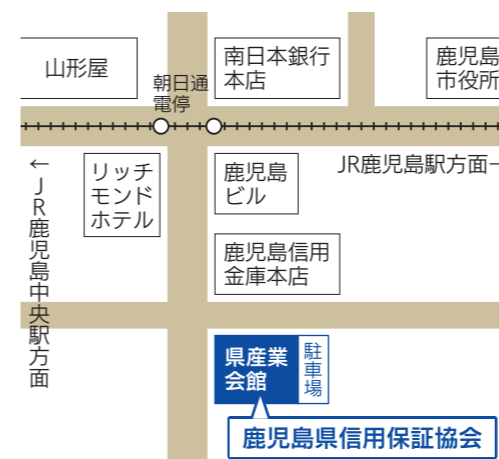 山形屋
朝日通
電停
南日本銀行
本店
鹿児島
市役所
リッチ
モンド
ホテル
鹿児島
ビル
JR鹿児島駅方面→
←JR鹿児島中央駅方面
鹿児島信用
金庫本店
県産業
会館
駐車場
鹿児島県信用保証協会